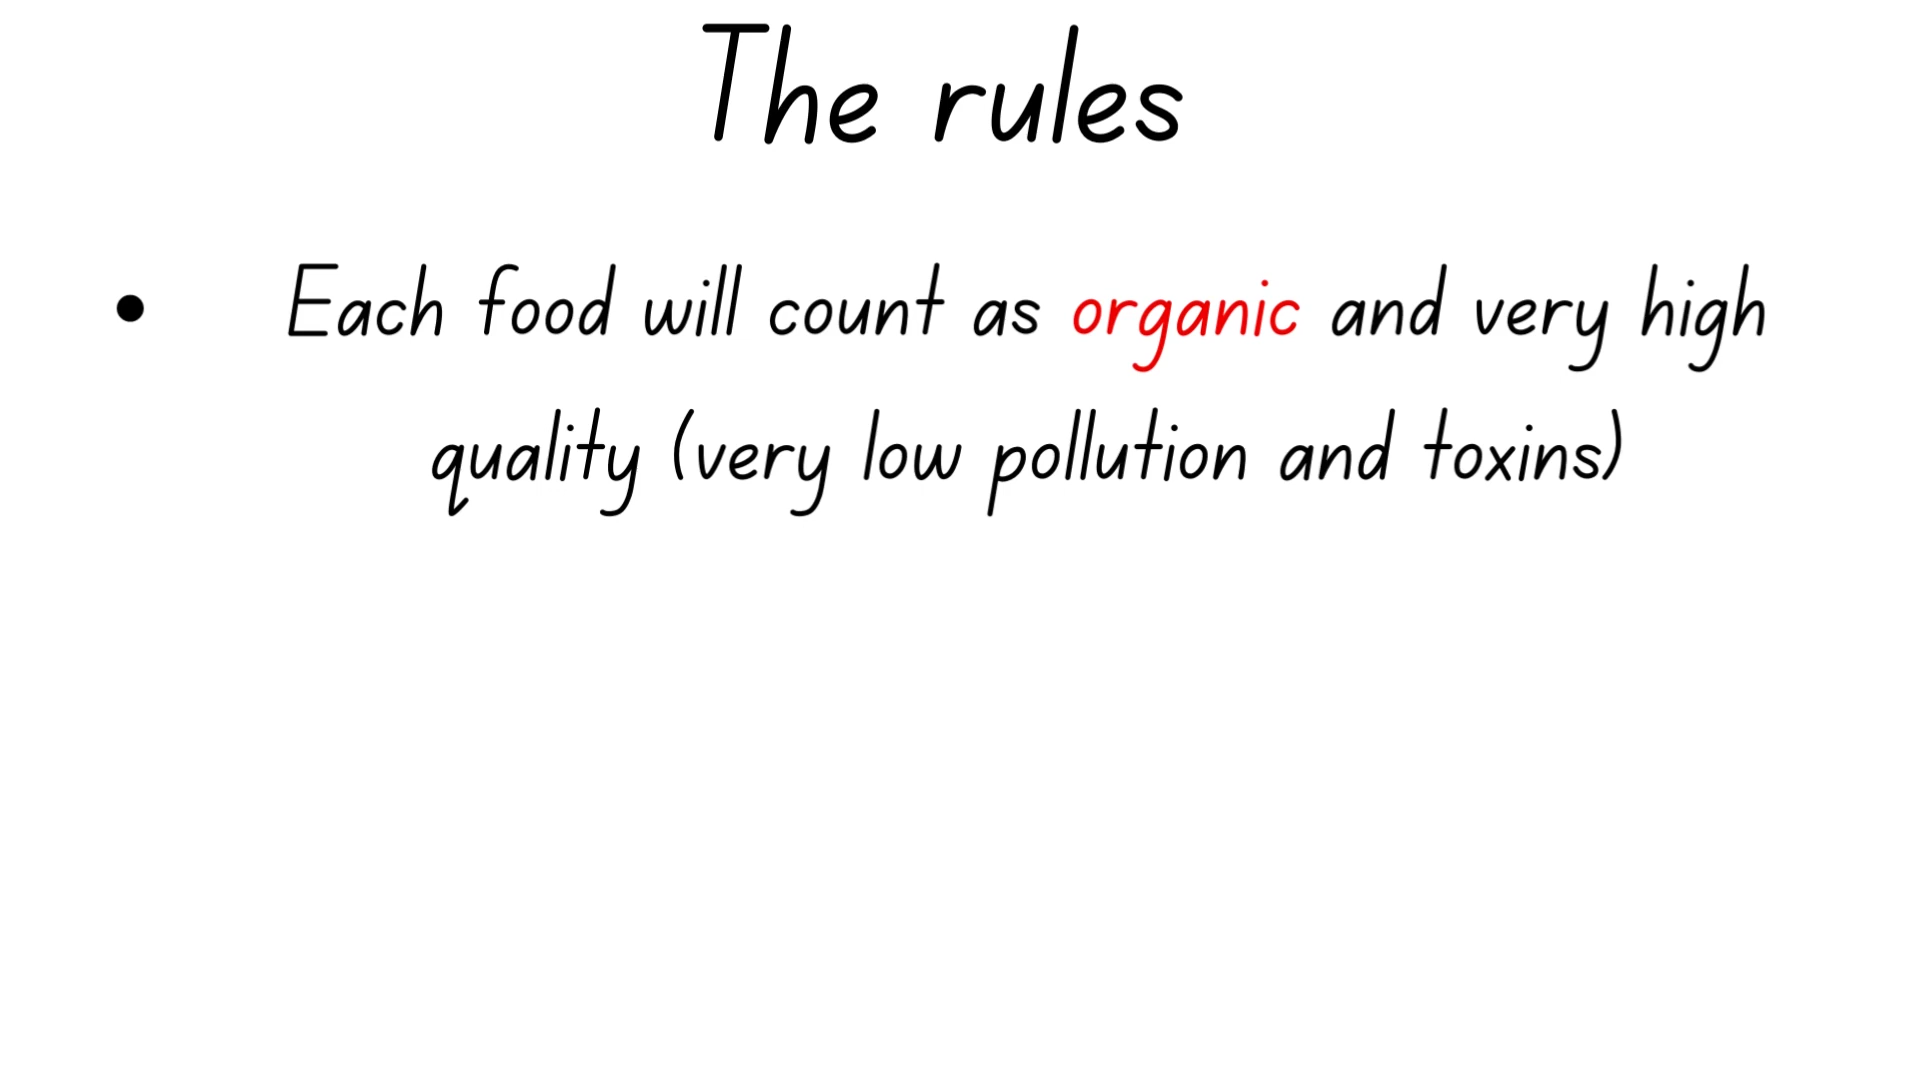 The rules
• Each food will count as organic and very high
quality (very low pollution and toxins)